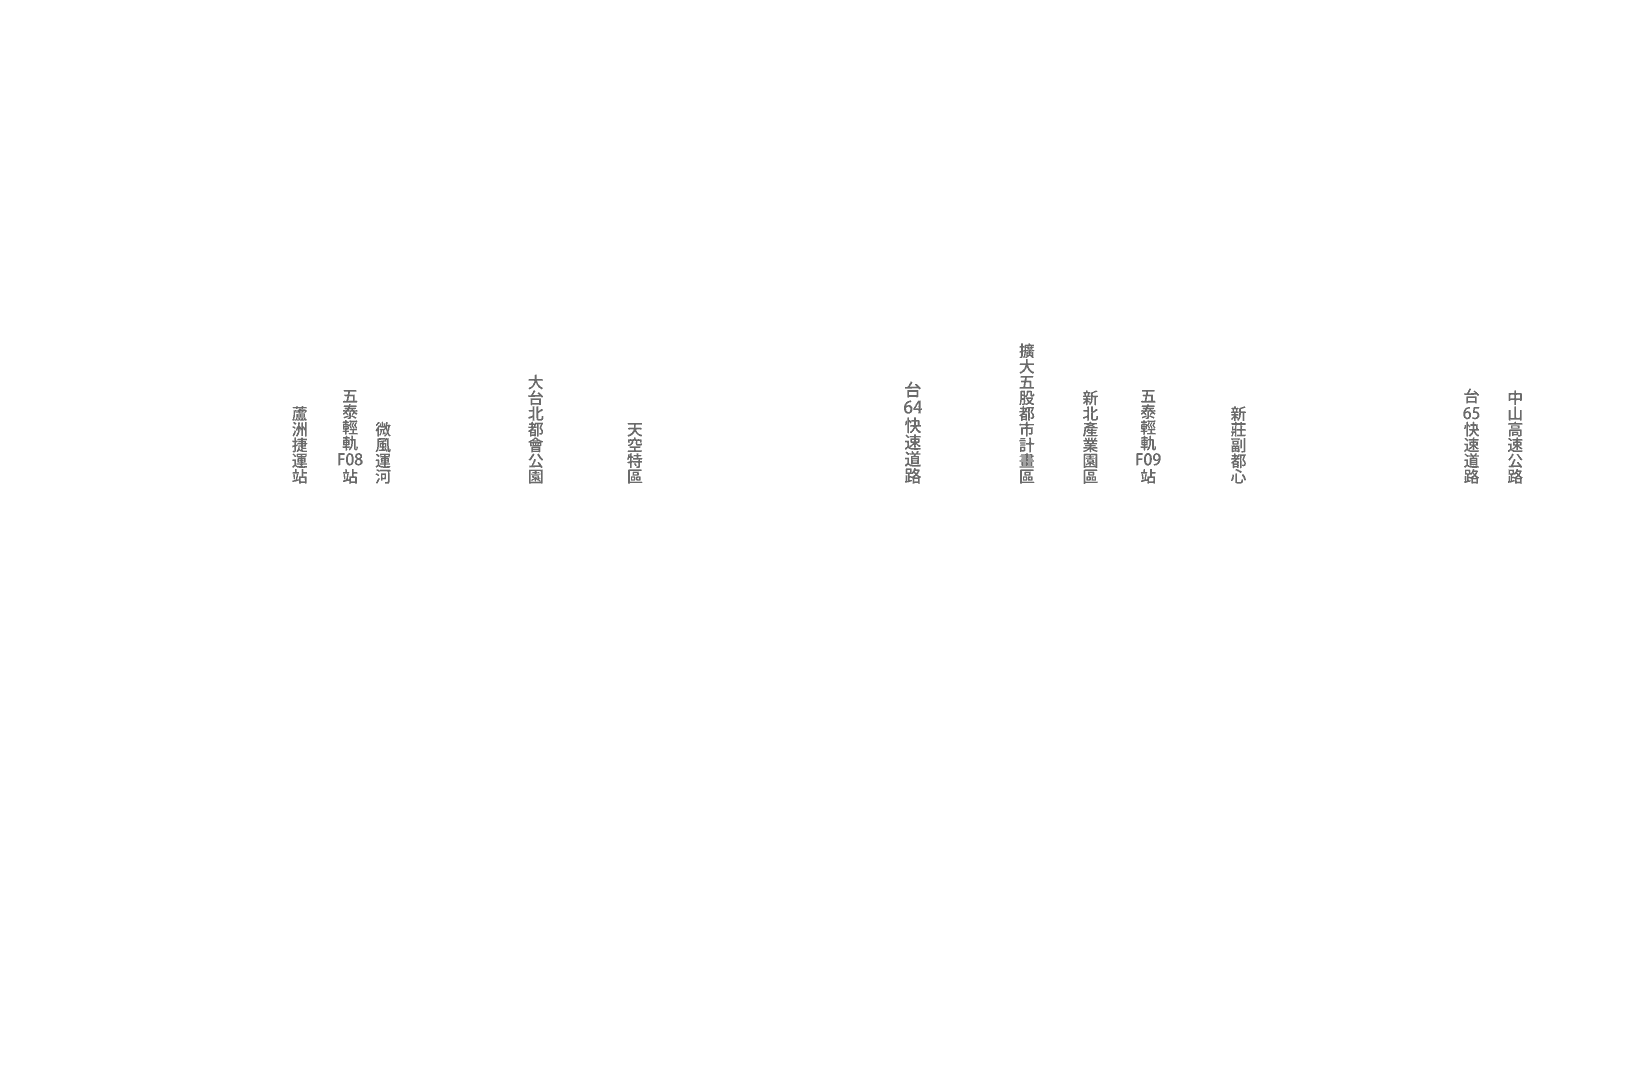 蘆洲捷運站
五泰輕軌F08站
微風運河
大台北都會公園
天空特區
台64快速道路
擴大五股都市計畫區
新北產業園區
五泰輕軌F09站
新莊副都心
台65快速道路
中山高速公路